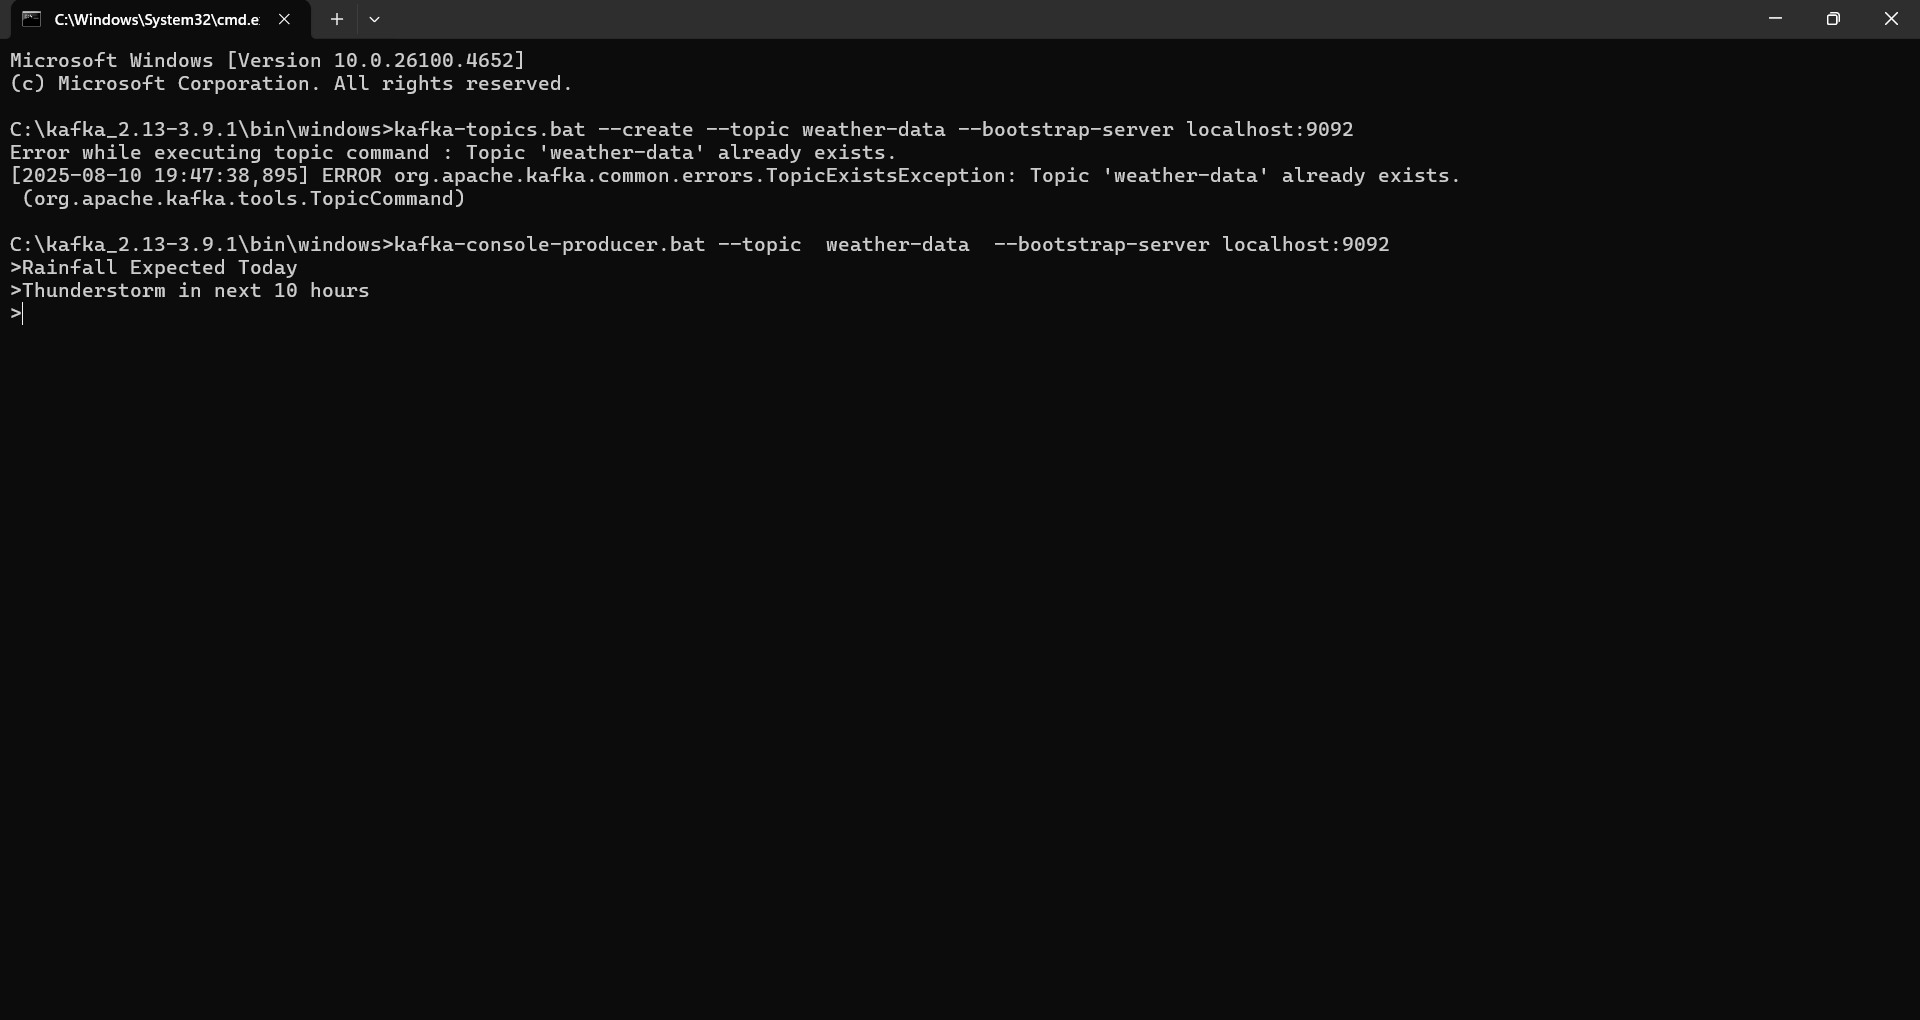 C:\Windows\System32\cmd.e
Microsoft Windows [Version 10.0.26100.4652]
(c) Microsoft Corporation. All rights reserved.
C:\kafka_2.13-3.9.1\bin\windows>kafka-topics.bat --create --topic weather-data --bootstrap-server localhost:9092
Error while executing topic command : Topic 'weather-data' already exists.
[2025-08-10 19:47:38,895] ERROR org.apache.kafka.common.errors.TopicExistsException: Topic 'weather-data' already exists.
 (org.apache.kafka.tools.TopicCommand)
C:\kafka_2.13-3.9.1\bin\windows>kafka-console-producer.bat --topic  weather-data  --bootstrap-server localhost:9092
>Rainfall Expected Today
>Thunderstorm in next 10 hours
>